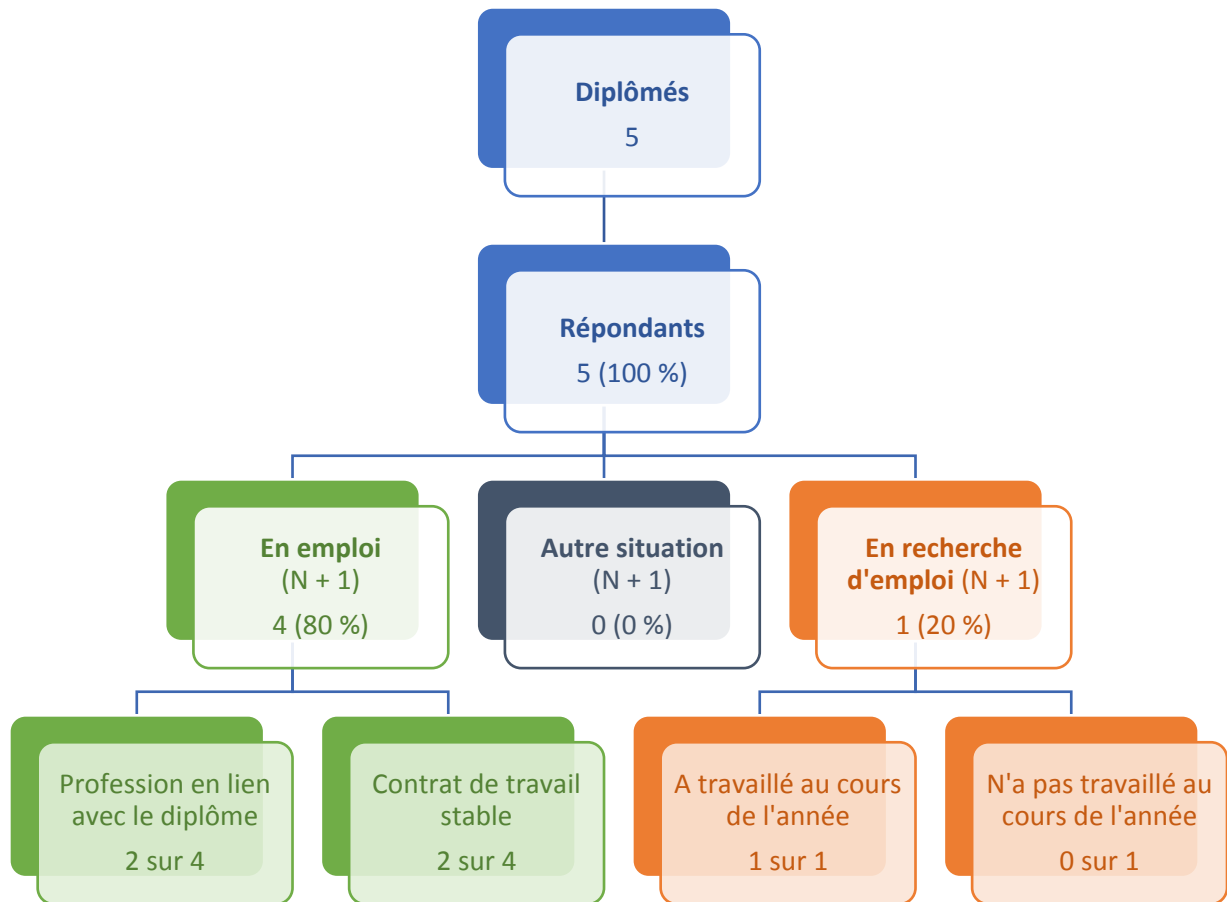 Diplômés
5
Répondants
5 (100 %)
En emploi
(N + 1)
4 (80 %)
Autre situation
(N + 1)
0 (0 %)
En recherche
d'emploi (N + 1)
1 (20 %)
Profession en lien
avec le diplôme
2 sur 4
Contrat de travail
stable
2 sur 4
A travaillé au cours
de l'année
1 sur 1
N'a pas travaillé au
cours de l'année
0 sur 1